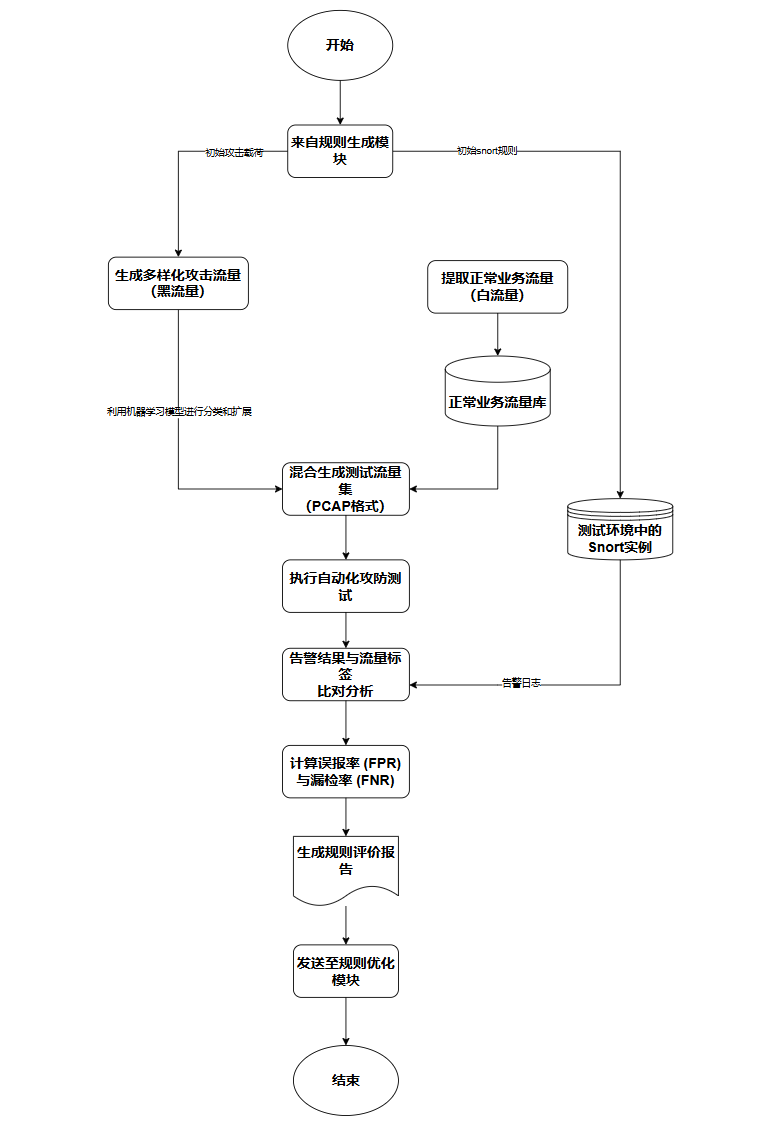 开始
来自规则生成模
块
初始攻击载荷
初始snort规则
生成多样化攻击流量
（黑流量）
提取正常业务流量
（白流量）
正常业务流量库
利用机器学习模型进行分类和扩展
混合生成测试流量
集
（PCAP格式）
测试环境中的
Snort实例
执行自动化攻防测
试
告警结果与流量标
签
比对分析
告警日志
计算误报率 (FPR)
与漏检率 (FNR)
生成规则评价报
告
发送至规则优化
模块
结束